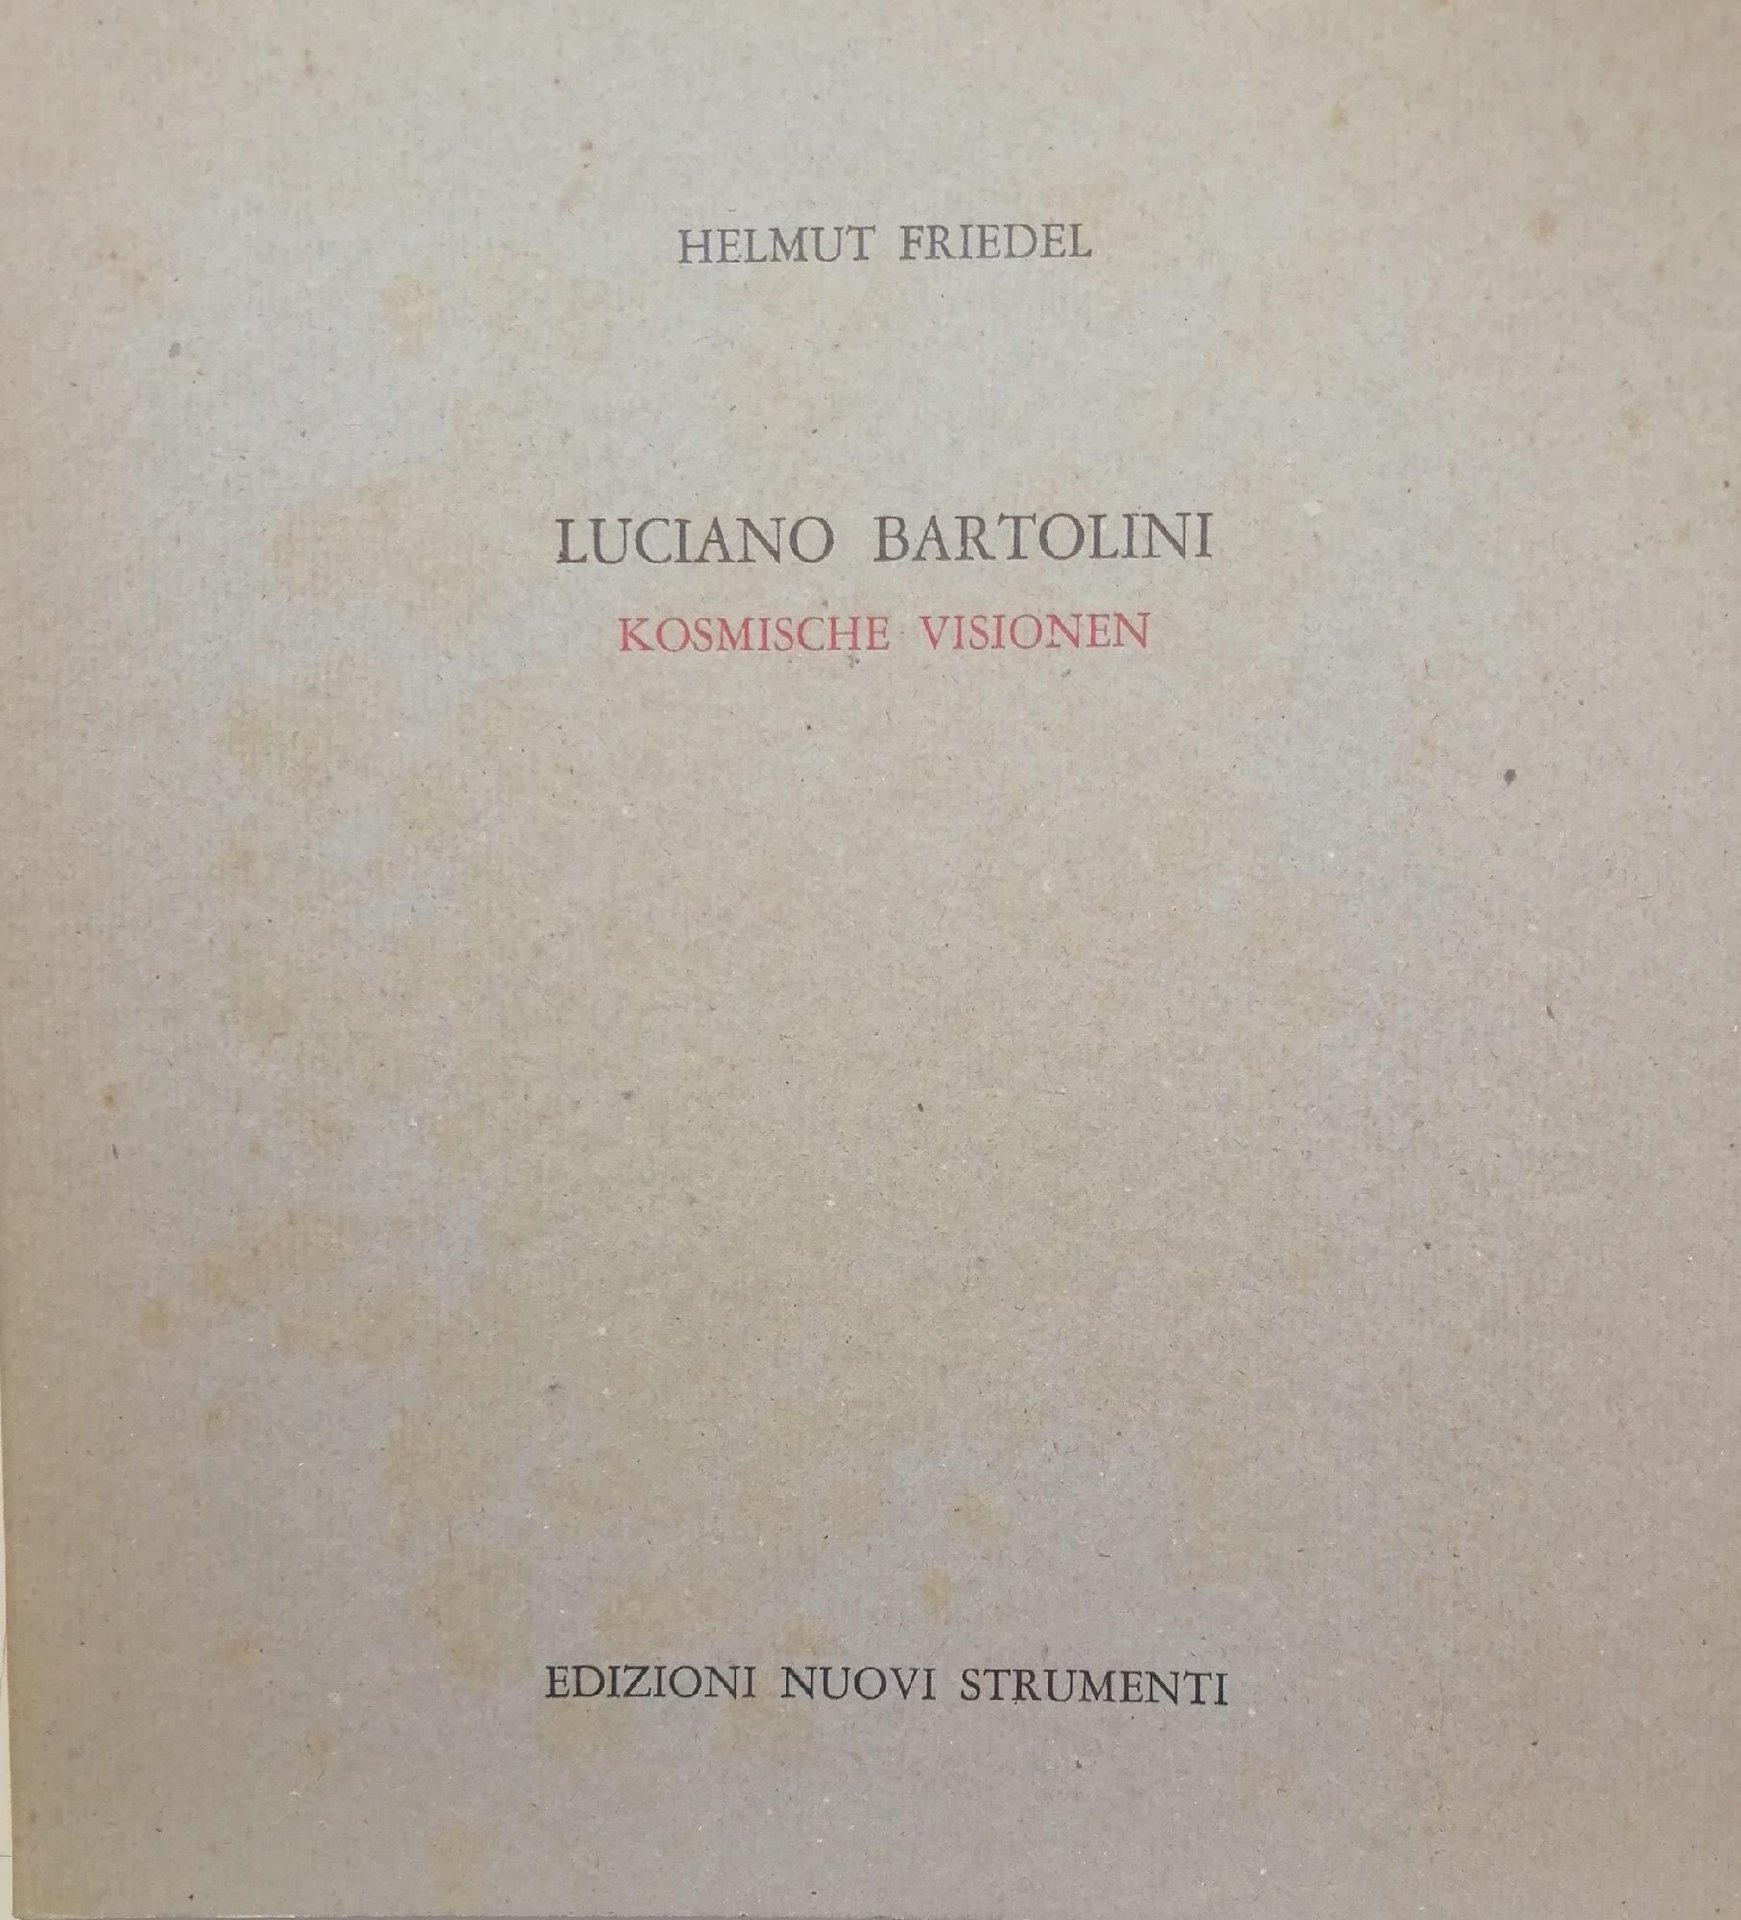 HELMUT FRIEDEL
LUCIANO BARTOLINI
KOSMISCHE VISIONEN
EDIZIONI NUOVI STRUMENTI